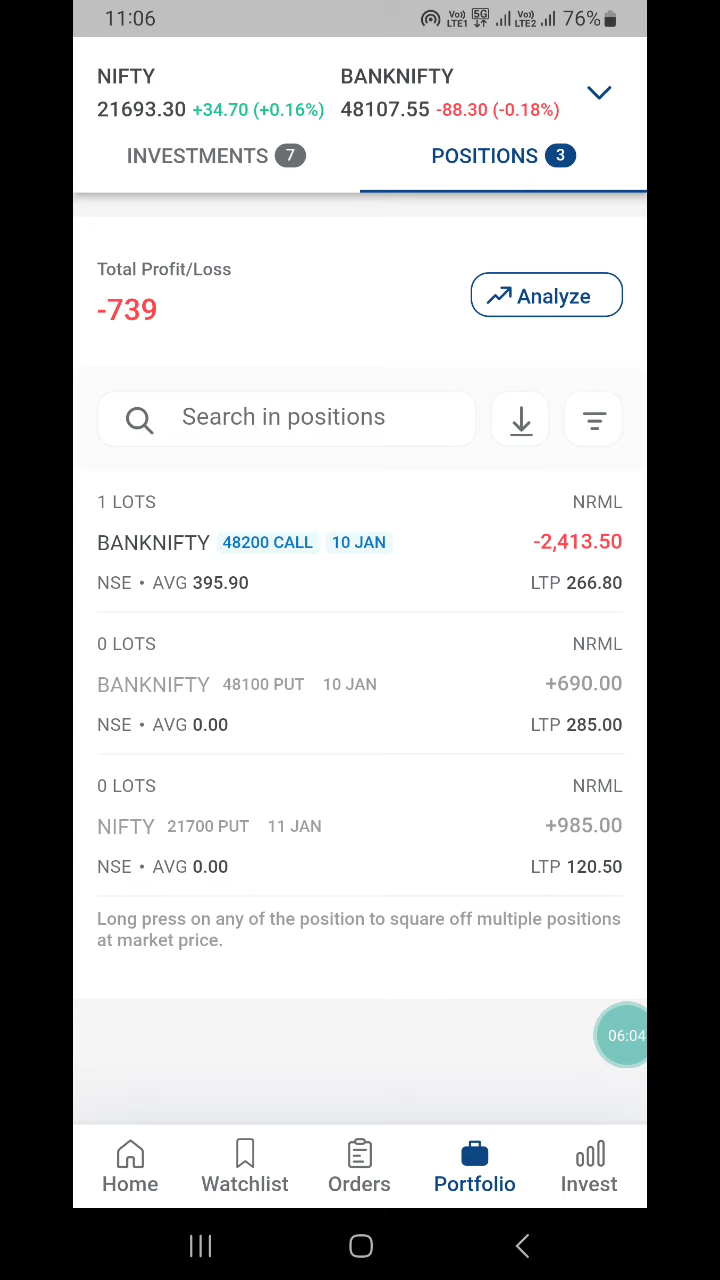 11:06 Vo)) LTE1 5G Vo)) LTE2 76%
NIFTY BANKNIFTY
21693.30 +34.70 (+0.16%) 48107.55 -88.30 (-0.18%)
INVESTMENTS 7 POSITIONS 3
Total Profit/Loss
-739
Analyze
Search in positions
1 LOTS NRML
BANKNIFTY 48200 CALL 10 JAN -2,413.50
NSE • AVG 395.90 LTP 266.80
0 LOTS NRML
BANKNIFTY 48100 PUT 10 JAN +690.00
NSE • AVG 0.00 LTP 285.00
0 LOTS NRML
NIFTY 21700 PUT 11 JAN +985.00
NSE • AVG 0.00 LTP 120.50
Long press on any of the position to square off multiple positions
at market price.
06:04
Home Watchlist Orders Portfolio Invest